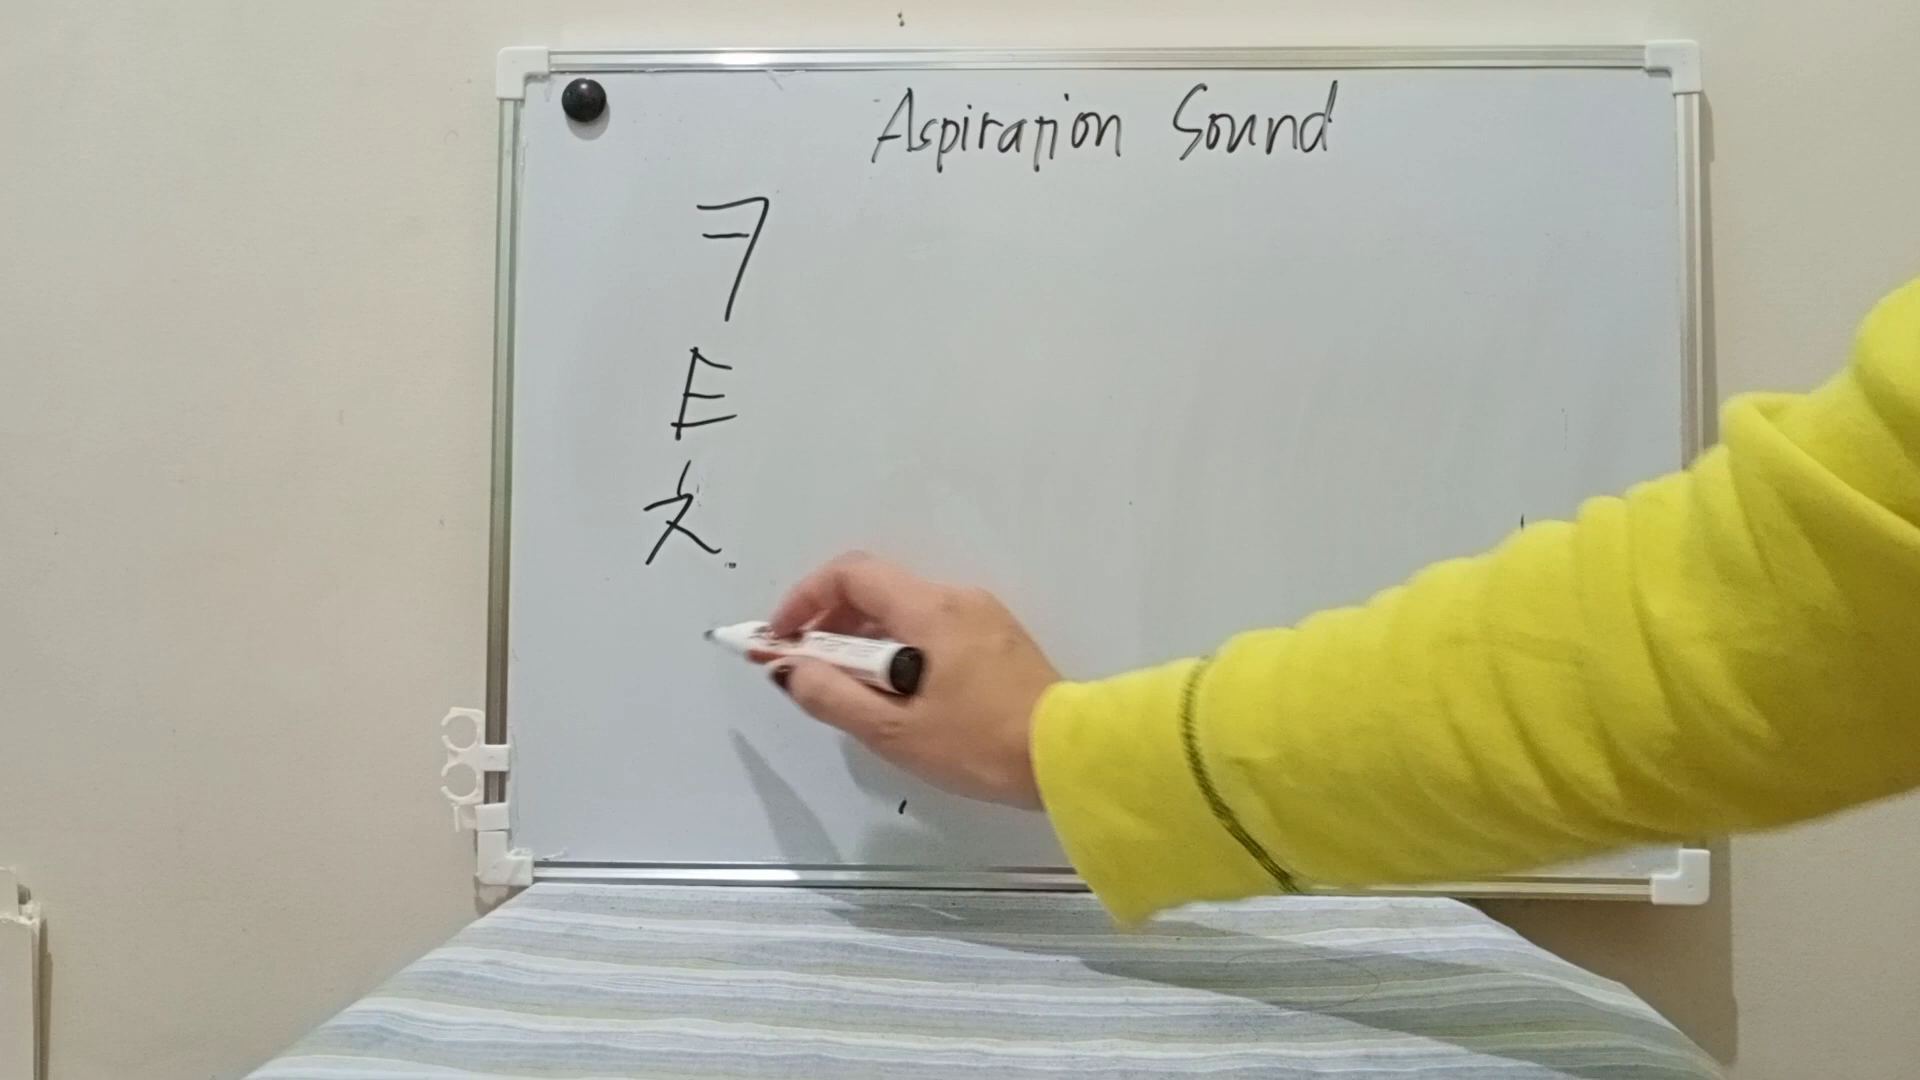 Aspiration Sound
ㅋ
ㅌ
ㅊ